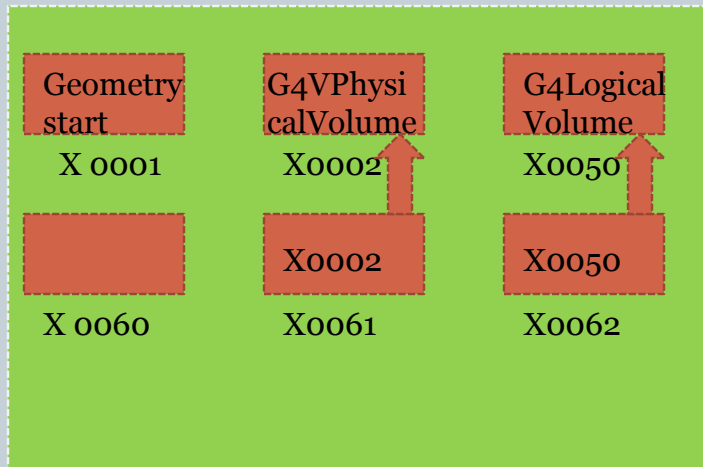 Geometry
start
G4VPhysi
calVolume
G4Logical
Volume
X 0001
X0002
X0050
X0002
X0050
X 0060
X0061
X0062